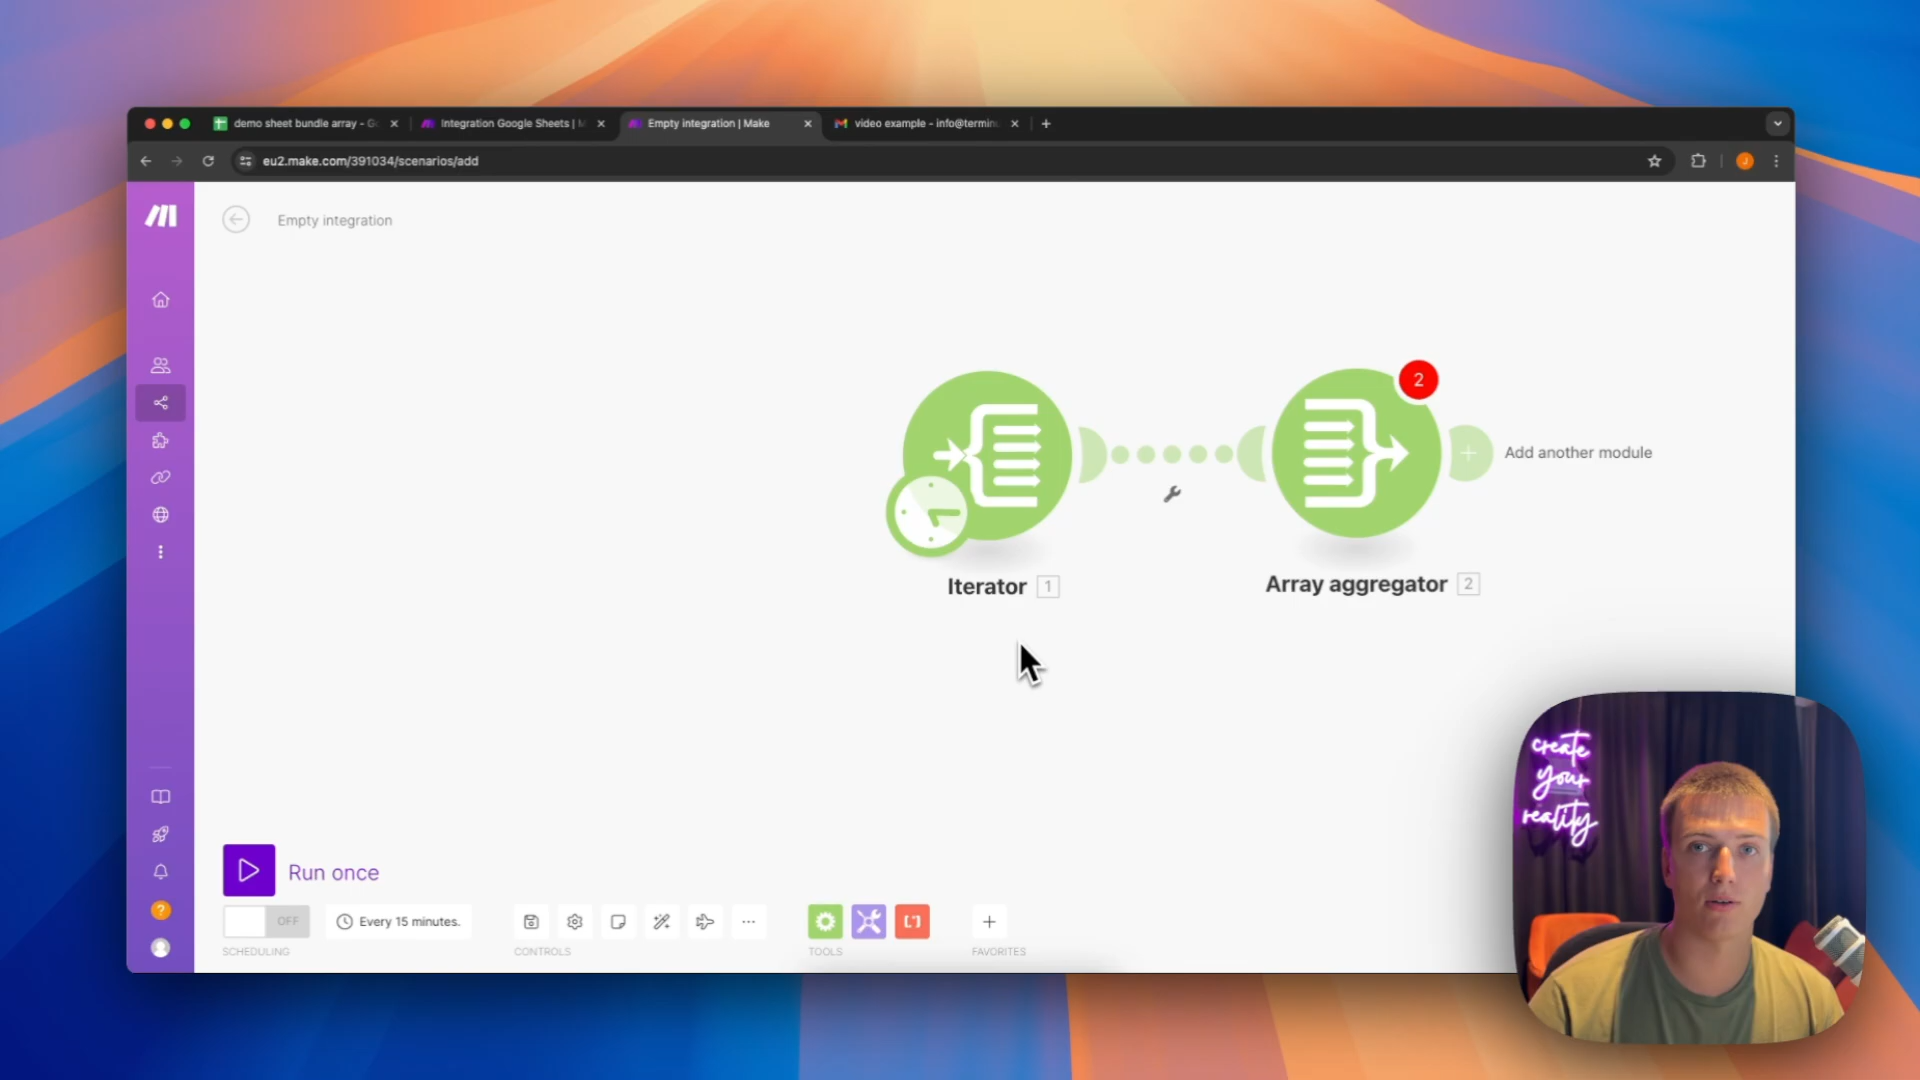 demo sheet bundle array - G
Integration Google Sheets |
Empty integration | Make
video example - info@termin
eu2.make.com/391034/scenarios/add
Empty integration
2
Add another module
Iterator 1
Array aggregator 2
Run once
OFF
Every 15 minutes.
SCHEDULING
CONTROLS
TOOLS
FAVORITES
create
your
reality